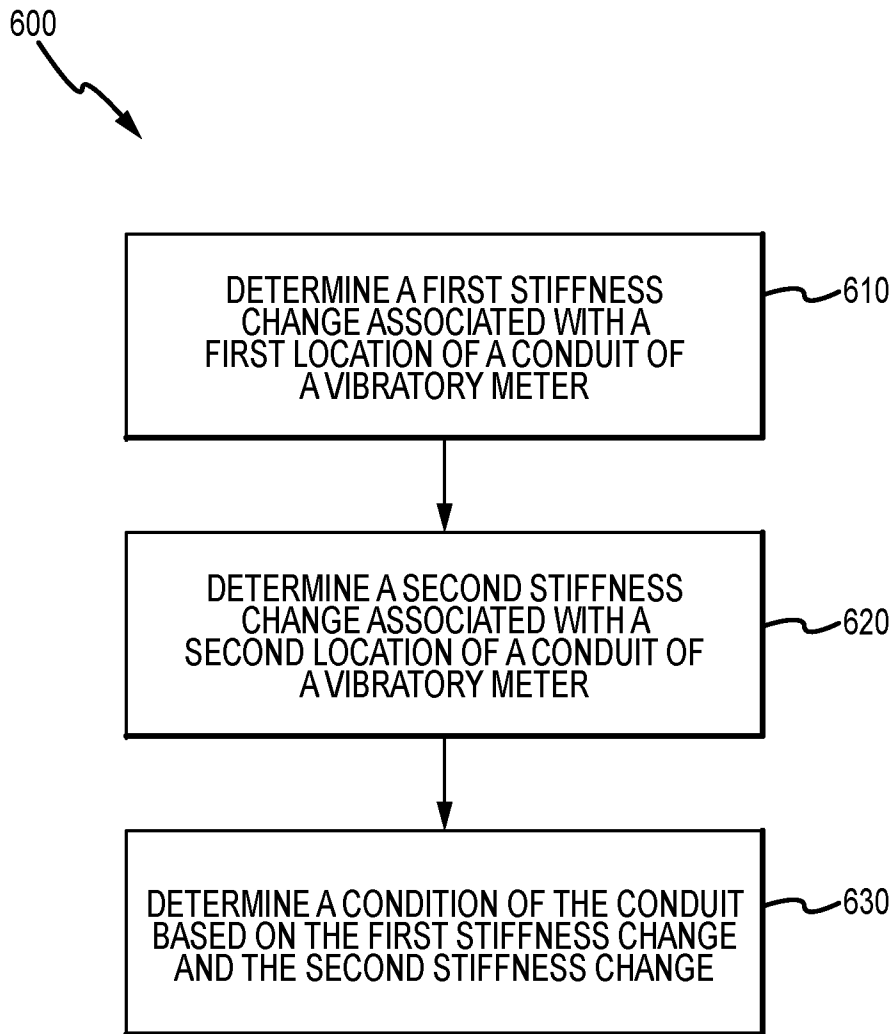 600
DETERMINE A FIRST STIFFNESS
CHANGE ASSOCIATED WITH A
FIRST LOCATION OF A CONDUIT OF
A VIBRATORY METER
610
DETERMINE A SECOND STIFFNESS
CHANGE ASSOCIATED WITH A
SECOND LOCATION OF A CONDUIT OF
A VIBRATORY METER
620
DETERMINE A CONDITION OF THE CONDUIT
BASED ON THE FIRST STIFFNESS CHANGE
AND THE SECOND STIFFNESS CHANGE
630